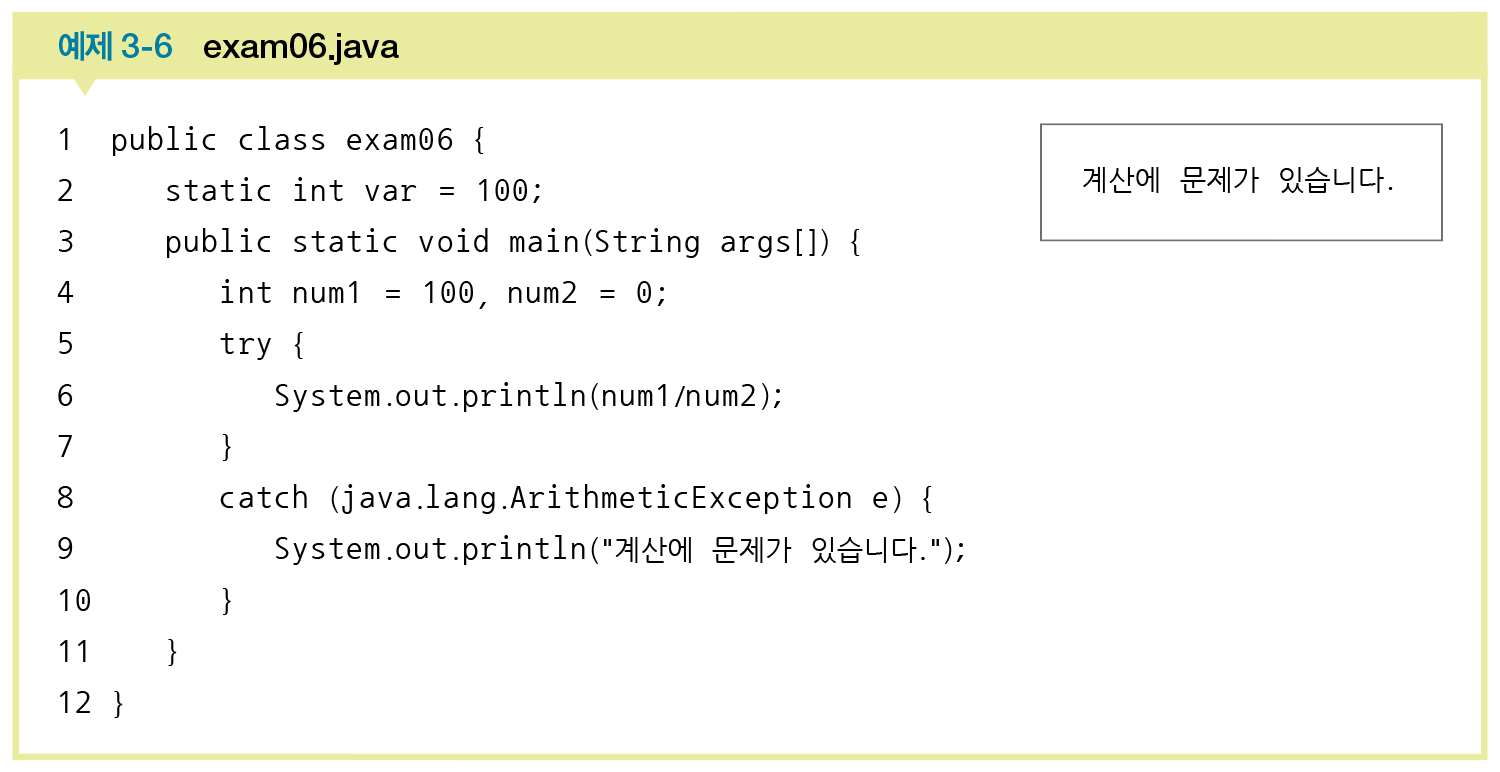 예제 3-6 exam06.java
1 public class exam06 {
2    static int var = 100;
3    public static void main(String args[]) {
4       int num1 = 100, num2 = 0;
5       try {
6          System.out.println(num1/num2);
7       }
8       catch (java.lang.ArithmeticException e) {
9          System.out.println("계산에 문제가 있습니다.");
10       }
11    }
12 }
계산에 문제가 있습니다.